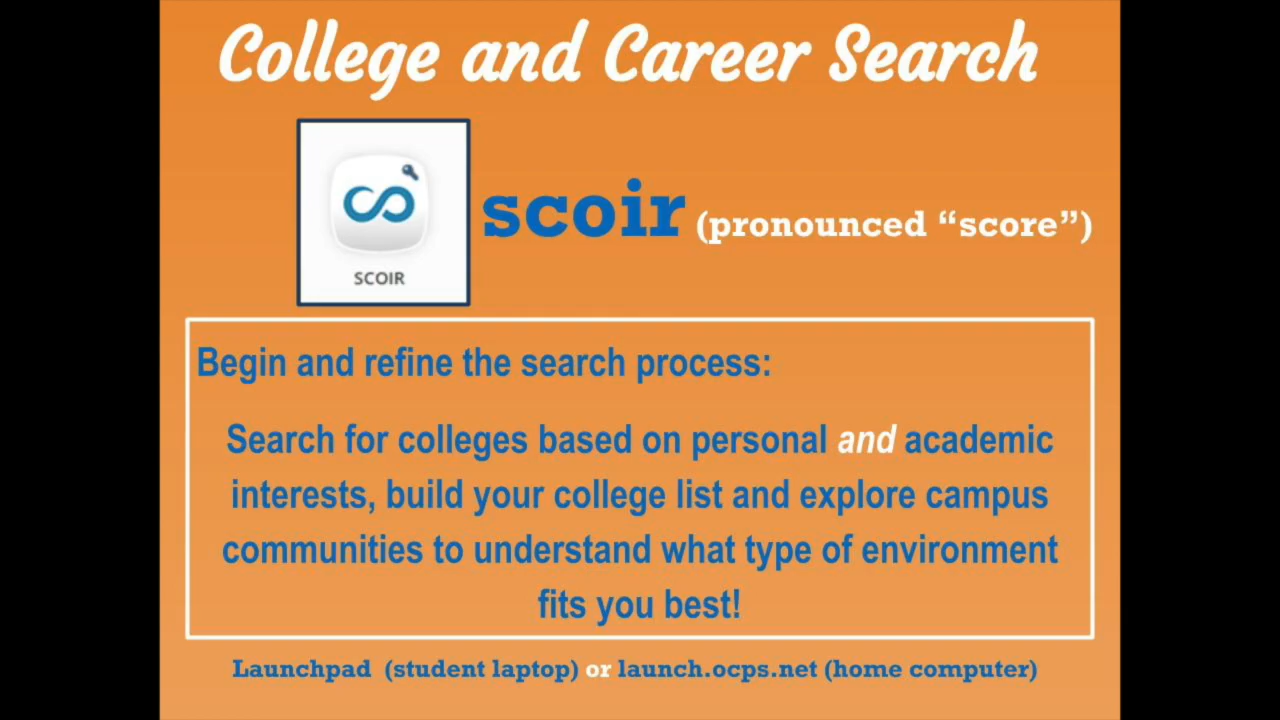 College and Career Search
scoir (pronounced “score”)
SCOIR
Begin and refine the search process:
Search for colleges based on personal and academic
interests, build your college list and explore campus
communities to understand what type of environment
fits you best!
Launchpad (student laptop) or launch.ocps.net (home computer)